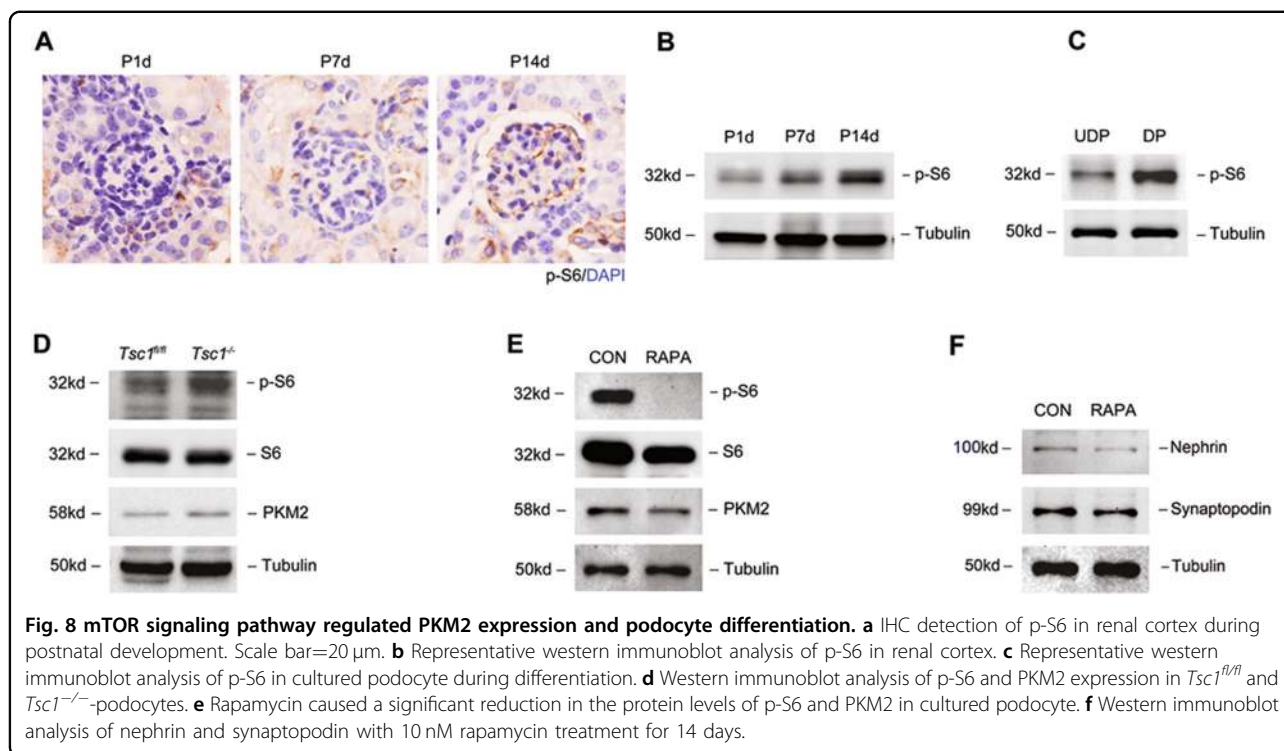 A
P1d P7d P14d
p-S6/DAPI
B
P1d P7d P14d
32kd – – p-S6
50kd – – Tubulin
C
UDP DP
32kd – – p-S6
50kd – – Tubulin
D
Tsc1fl/fl Tsc1-/-
32kd – – p-S6
32kd – – S6
58kd – – PKM2
50kd – – Tubulin
E
CON RAPA
32kd – – p-S6
32kd – – S6
58kd – – PKM2
50kd – – Tubulin
F
CON RAPA
100kd – – Nephrin
99kd – – Synaptopodin
50kd – – Tubulin
Fig. 8 mTOR signaling pathway regulated PKM2 expression and podocyte differentiation. a IHC detection of p-S6 in renal cortex during
postnatal development. Scale bar=20 μm. b Representative western immunoblot analysis of p-S6 in renal cortex. c Representative western
immunoblot analysis of p-S6 in cultured podocyte during differentiation. d Western immunoblot analysis of p-S6 and PKM2 expression in Tsc1fl/fl and
Tsc1−/−-podocytes. e Rapamycin caused a significant reduction in the protein levels of p-S6 and PKM2 in cultured podocyte. f Western immunoblot
analysis of nephrin and synaptopodin with 10 nM rapamycin treatment for 14 days.